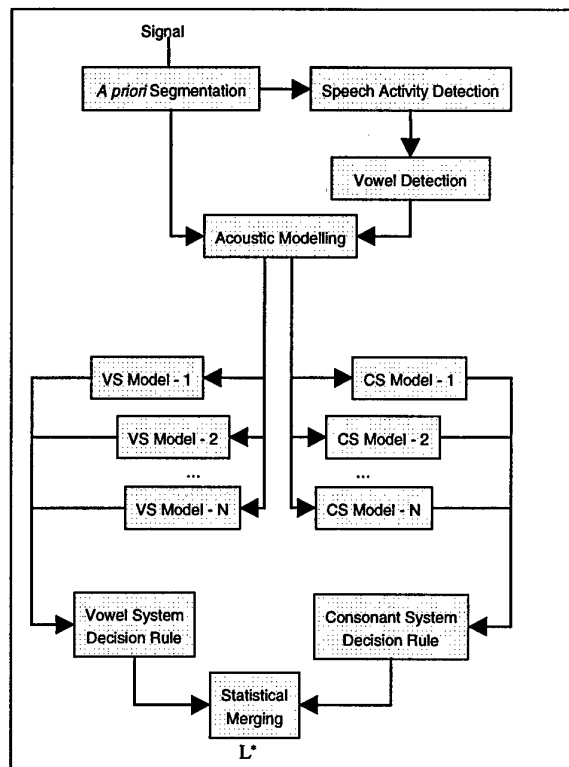 Signal
A priori Segmentation
Speech Activity Detection
Vowel Detection
Acoustic Modelling
VS Model - 1
CS Model - 1
VS Model - 2
CS Model - 2
...
...
VS Model - N
CS Model - N
Vowel System
Decision Rule
Consonant System
Decision Rule
Statistical
Merging
L*